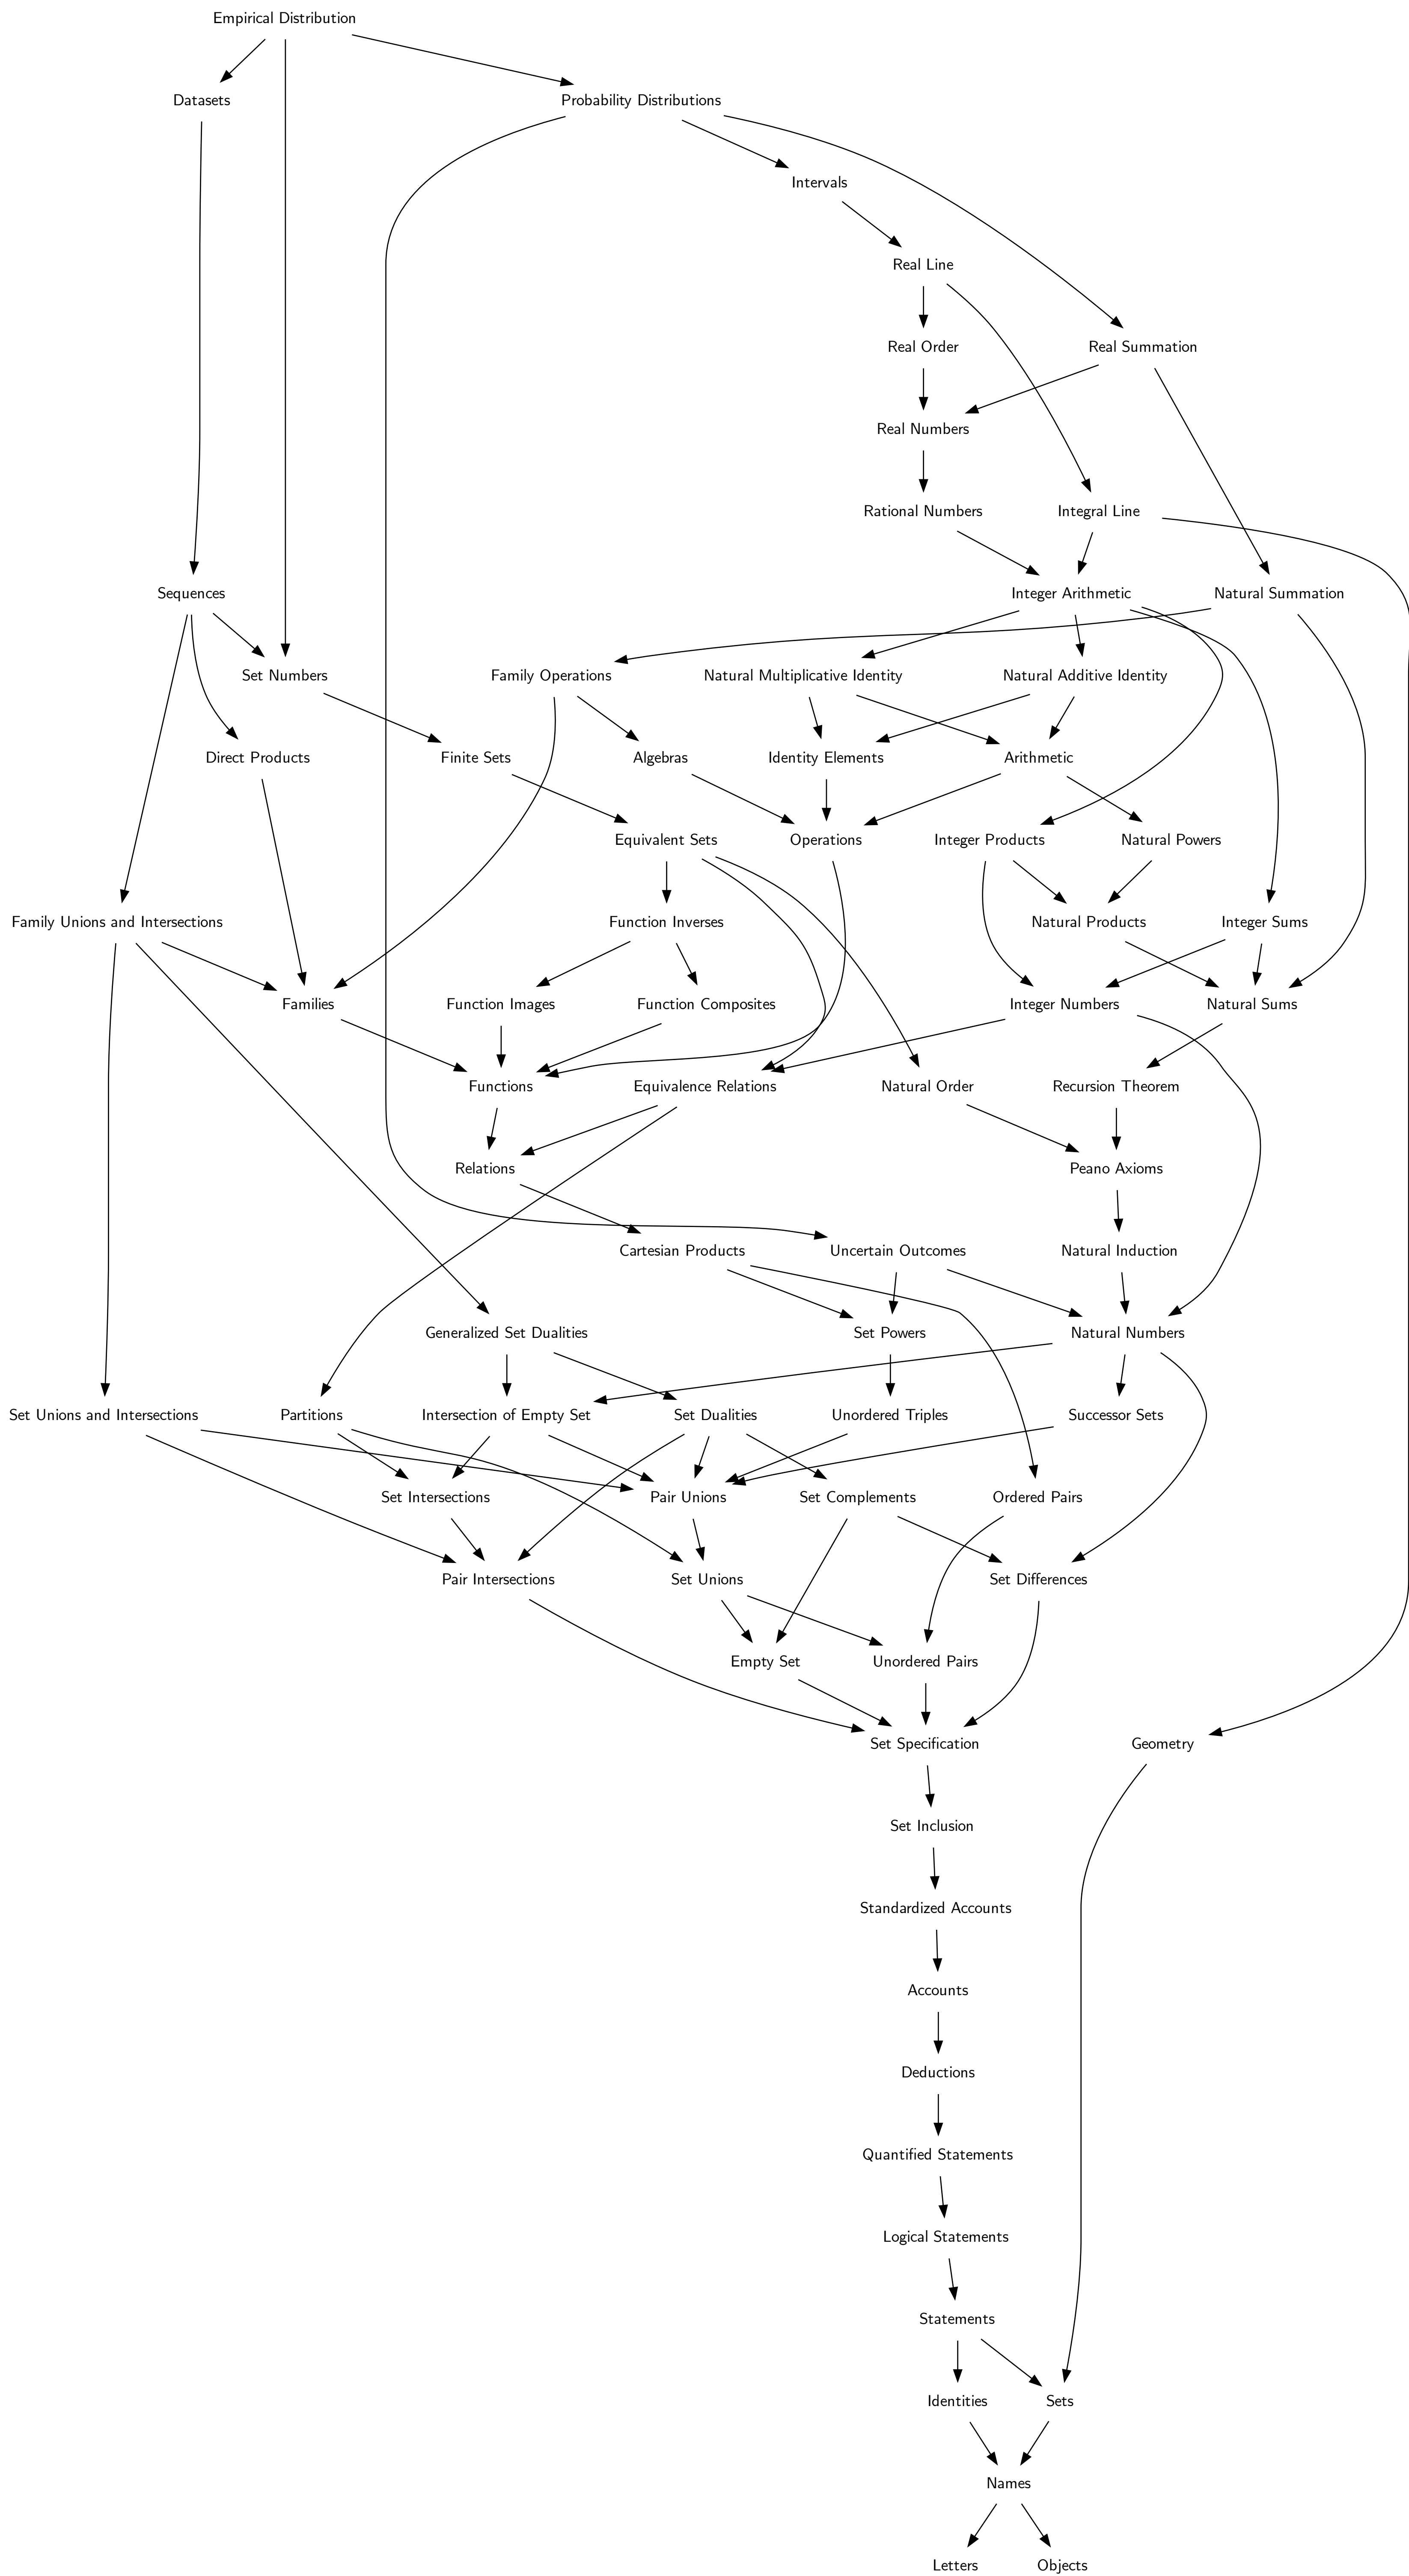 Empirical Distribution
Datasets
Probability Distributions
Intervals
Real Line
Real Order
Real Summation
Real Numbers
Rational Numbers
Integral Line
Sequences
Integer Arithmetic
Natural Summation
Set Numbers
Family Operations
Natural Multiplicative Identity
Natural Additive Identity
Direct Products
Finite Sets
Algebras
Identity Elements
Arithmetic
Equivalent Sets
Operations
Integer Products
Natural Powers
Family Unions and Intersections
Function Inverses
Natural Products
Integer Sums
Families
Function Images
Function Composites
Integer Numbers
Natural Sums
Functions
Equivalence Relations
Natural Order
Recursion Theorem
Relations
Peano Axioms
Cartesian Products
Uncertain Outcomes
Natural Induction
Generalized Set Dualities
Set Powers
Natural Numbers
Set Unions and Intersections
Partitions
Intersection of Empty Set
Set Dualities
Unordered Triples
Successor Sets
Set Intersections
Pair Unions
Set Complements
Ordered Pairs
Pair Intersections
Set Unions
Set Differences
Empty Set
Unordered Pairs
Set Specification
Geometry
Set Inclusion
Standardized Accounts
Accounts
Deductions
Quantified Statements
Logical Statements
Statements
Identities
Sets
Names
Letters
Objects